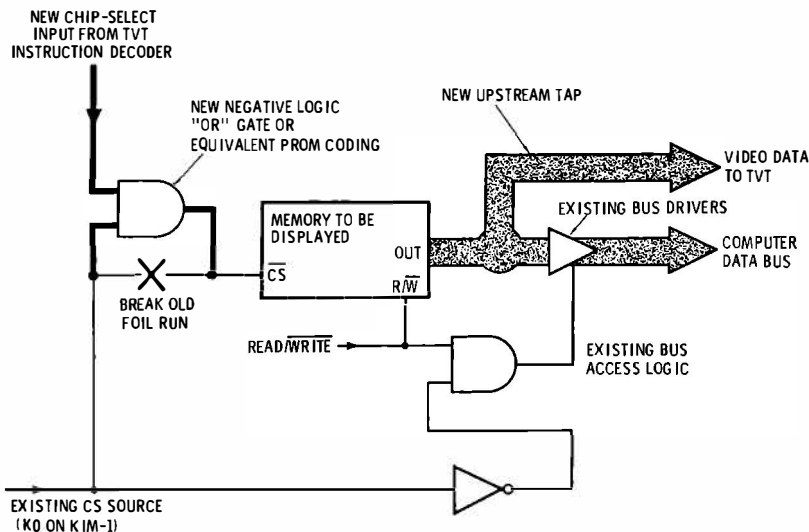 NEW CHIP-SELECT
INPUT FROM TVT
INSTRUCTION DECODER
NEW NEGATIVE LOGIC
"OR" GATE OR
EQUIVALENT PROM CODING
NEW UPSTREAM TAP
VIDEO DATA
TO TVT
MEMORY TO BE
DISPLAYED
OUT
CS
R/W
EXISTING BUS DRIVERS
COMPUTER
DATA BUS
BREAK OLD
FOIL RUN
READ/WRITE
EXISTING BUS
ACCESS LOGIC
EXISTING CS SOURCE
(K0 ON KIM-1)